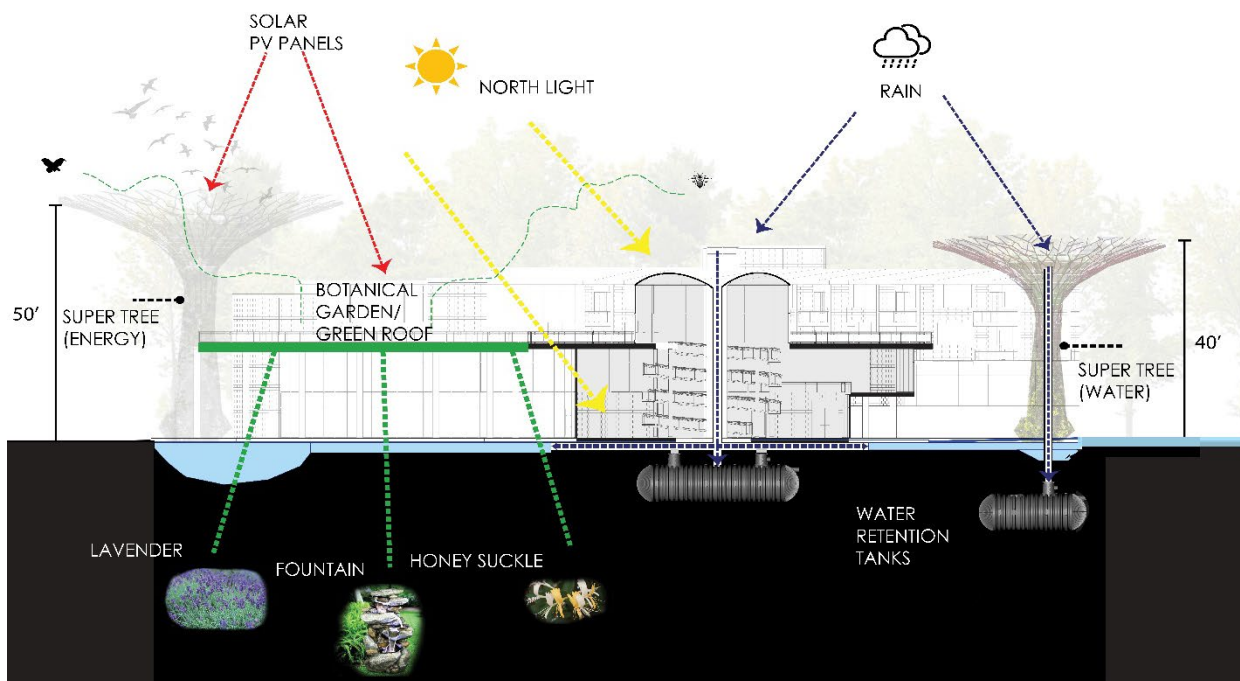 SOLAR
PV PANELS
NORTH LIGHT
RAIN
50'
SUPER TREE
(ENERGY)
BOTANICAL
GARDEN/
GREEN ROOF
SUPER TREE
(WATER)
40'
LAVENDER
FOUNTAIN
HONEY SUCKLE
WATER
RETENTION
TANKS